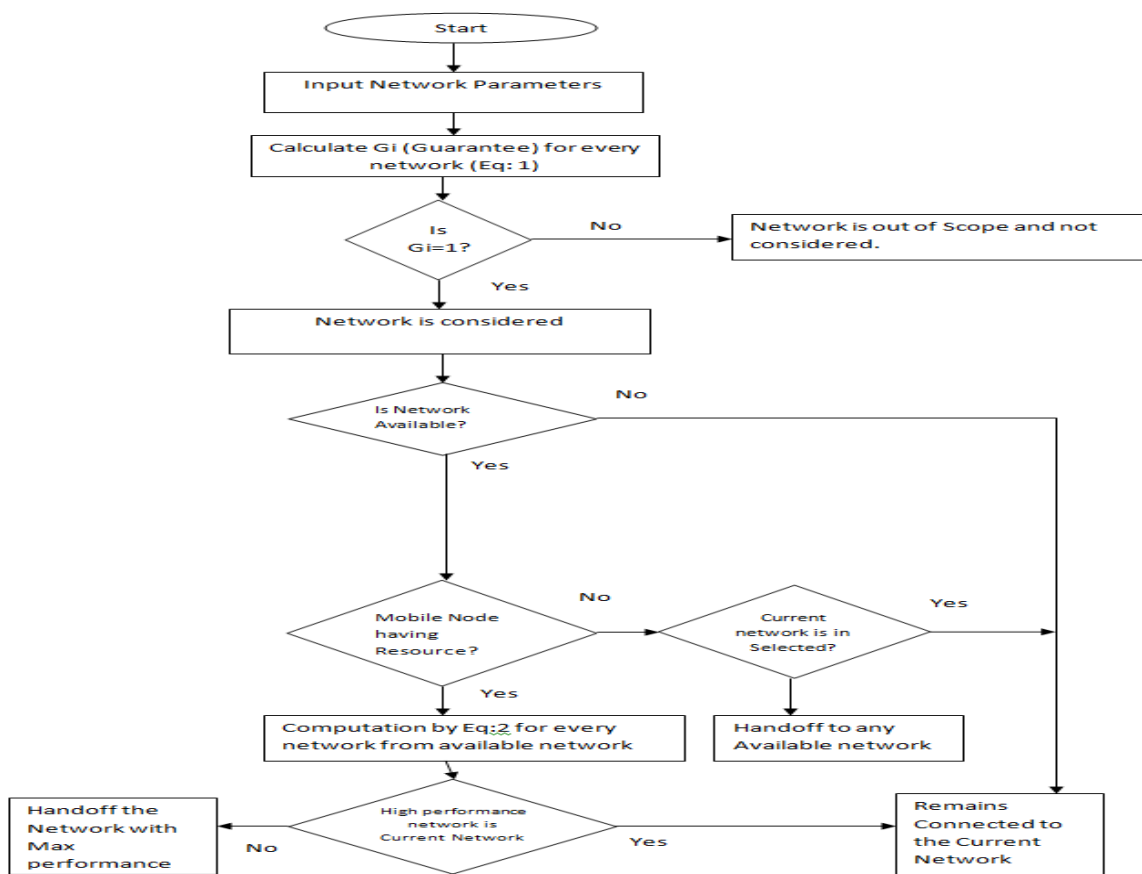 Start
Input Network Parameters
Calculate Gi (Guarantee) for every
network (Eq: 1)
Is
Gi=1?
No
Network is out of Scope and not
considered.
Yes
Network is considered
No
Is Network
Available?
Yes
No
Mobile Node
having
Resource?
Current
network is in
Selected?
Yes
Yes
Computation by Eq:2 for every
network from available network
Handoff to any
Available network
High performance
network is
Current Network
Handoff the
Network with
Max
performance
No
Yes
Remains
Connected to
the Current
Network